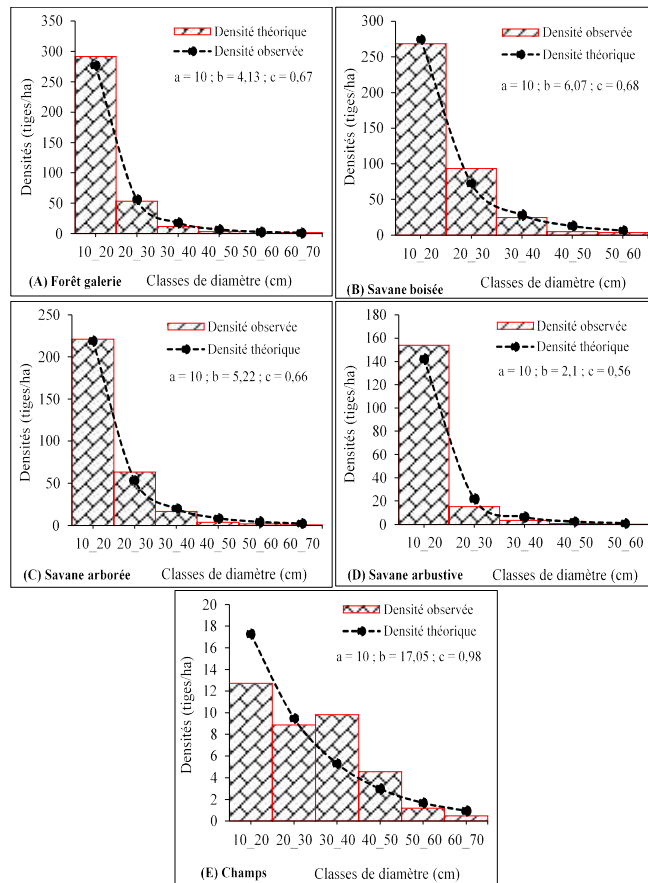 350
300
250
200
150
100
50
0
Densités (tiges/ha)
Densité théorique
Densité observée
a = 10 ; b = 4,13 ; c = 0,67
10_20 20_30 30_40 40_50 50_60 60_70
(A) Forêt galerie Classes de diamètre (cm)
300
250
200
150
100
50
0
Densités (tiges/ha)
Densité observée
Densité théorique
a = 10 ; b = 6,07 ; c = 0,68
10_20 20_30 30_40 40_50 50_60
(B) Savane boisée Classes de diamètre (cm)
250
200
150
100
50
0
Densités (tiges/ha)
Densité observée
Densité théorique
a = 10 ; b = 5,22 ; c = 0,66
10_20 20_30 30_40 40_50 50_60 60_70
(C) Savane arborée Classes de diamètre (cm)
180
160
140
120
100
80
60
40
20
0
Densités (tiges/ha)
Densité observée
Densité théorique
a = 10 ; b = 2,1 ; c = 0,56
10_20 20_30 30_40 40_50 50_60
(D) Savane arbustive Classes de diamètre (cm)
20
18
16
14
12
10
8
6
4
2
0
Densités (tiges/ha)
Densité observée
Densité théorique
a = 10 ; b = 17,05 ; c = 0,98
10_20 20_30 30_40 40_50 50_60 60_70
(E) Champs Classes de diamètre (cm)